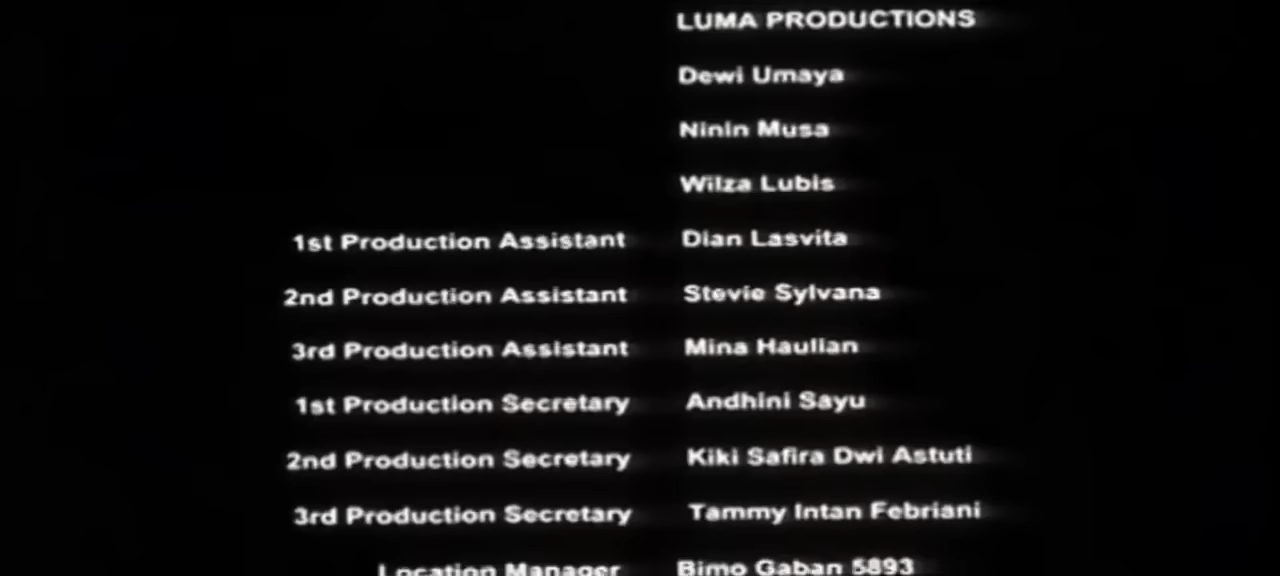 LUMA PRODUCTIONS
Dewi Umaya
Ninin Musa
Wilza Lubis
1st Production Assistant Dian Lasvita
2nd Production Assistant Stevie Sylvana
3rd Production Assistant Mina Haulian
1st Production Secretary Andhini Sayu
2nd Production Secretary Kiki Safira Dwi Astuti
3rd Production Secretary Tammy Intan Febriani
Location Manager Bimo Gaban 5893